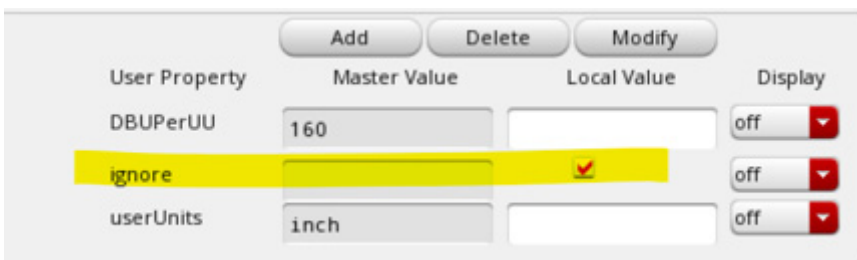 Add Delete Modify
User Property Master Value Local Value Display
DBUPerUU 160 off
ignore off
userUnits inch off